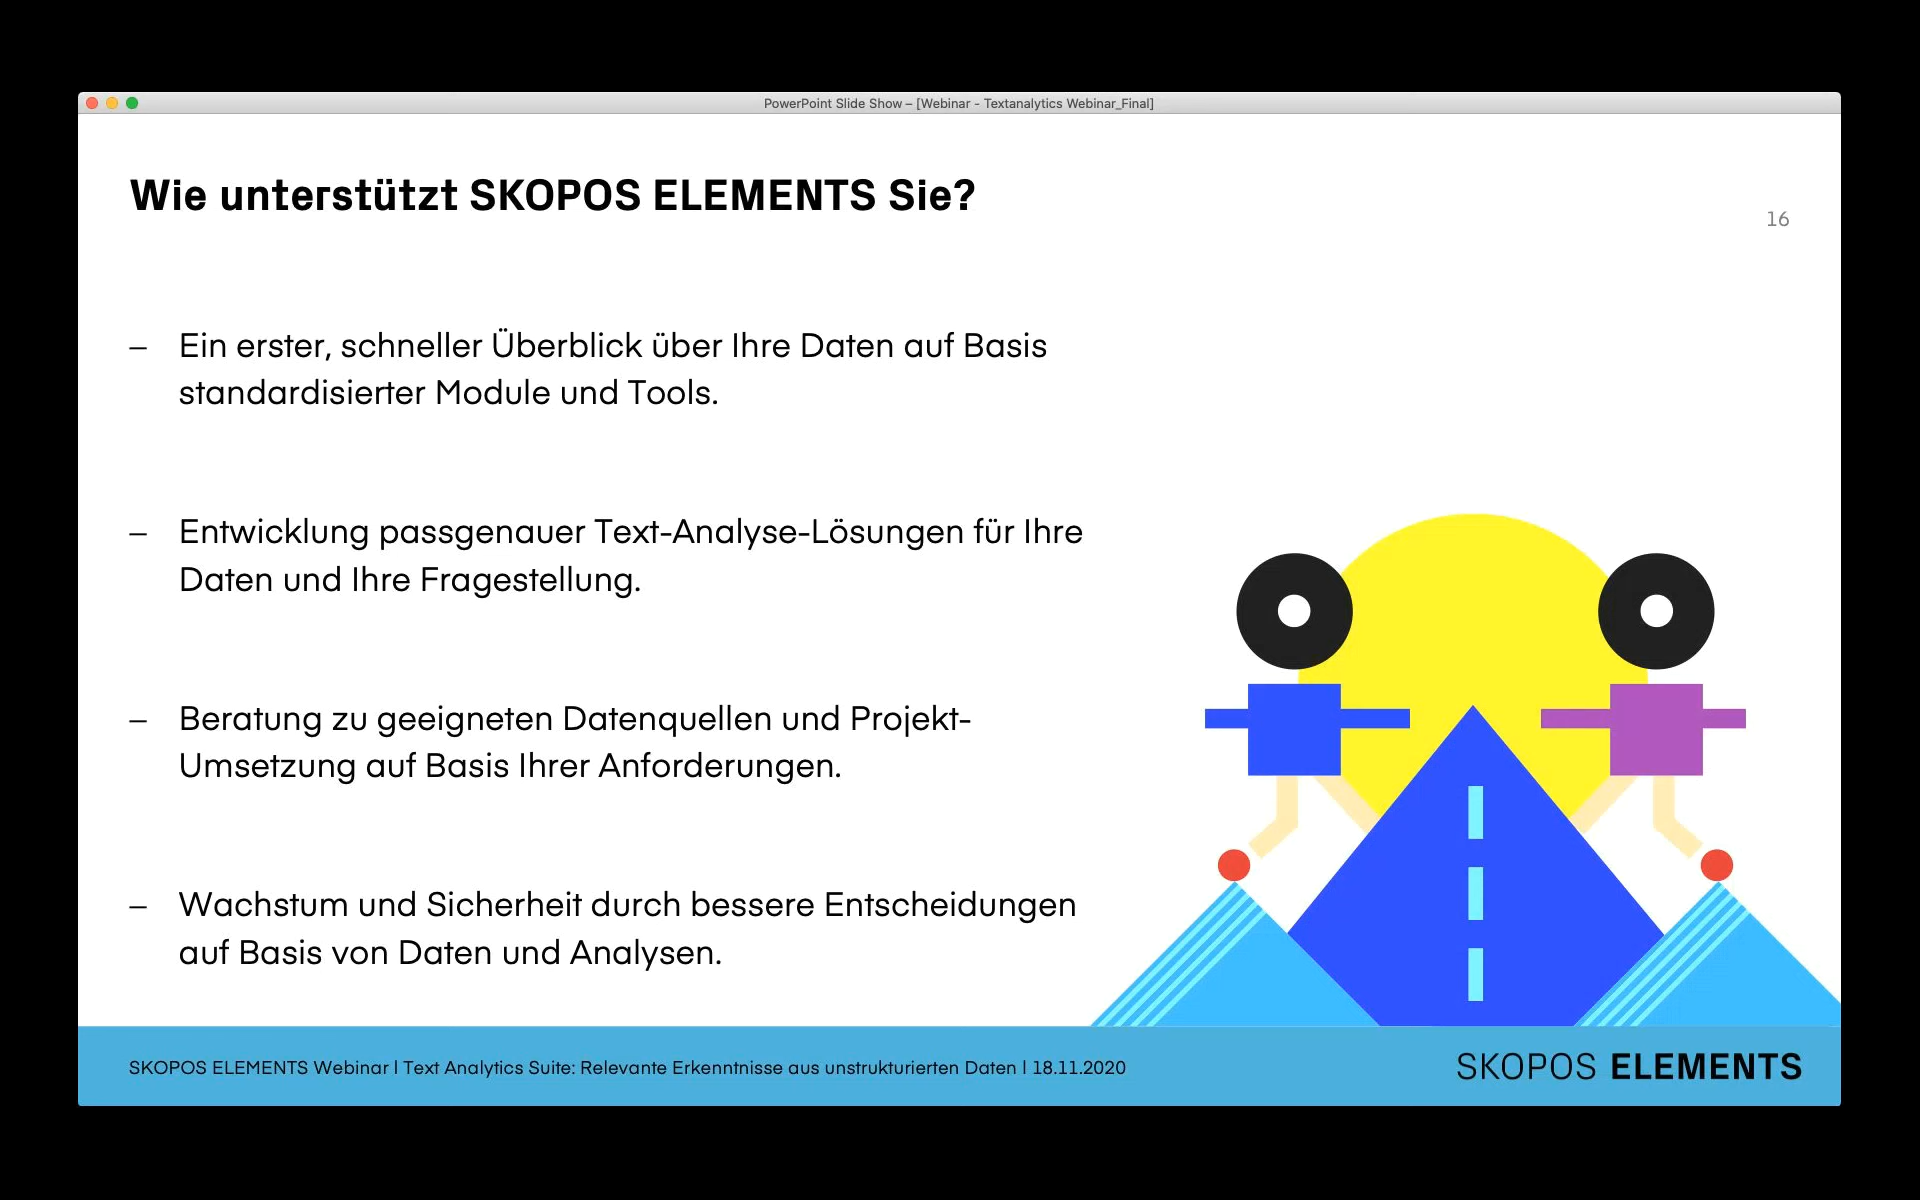 PowerPoint Slide Show – [Webinar - Textanalytics Webinar_Final]
Wie unterstützt SKOPOS ELEMENTS Sie?
16
– Ein erster, schneller Überblick über Ihre Daten auf Basis
standardisierter Module und Tools.
– Entwicklung passgenauer Text-Analyse-Lösungen für Ihre
Daten und Ihre Fragestellung.
– Beratung zu geeigneten Datenquellen und Projekt-
Umsetzung auf Basis Ihrer Anforderungen.
– Wachstum und Sicherheit durch bessere Entscheidungen
auf Basis von Daten und Analysen.
SKOPOS ELEMENTS Webinar | Text Analytics Suite: Relevante Erkenntnisse aus unstrukturierten Daten | 18.11.2020
SKOPOS ELEMENTS